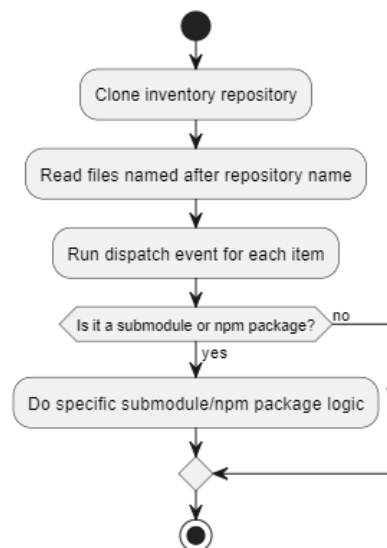 Clone inventory repository
Read files named after repository name
Run dispatch event for each item
Is it a submodule or npm package?
no
yes
Do specific submodule/npm package logic